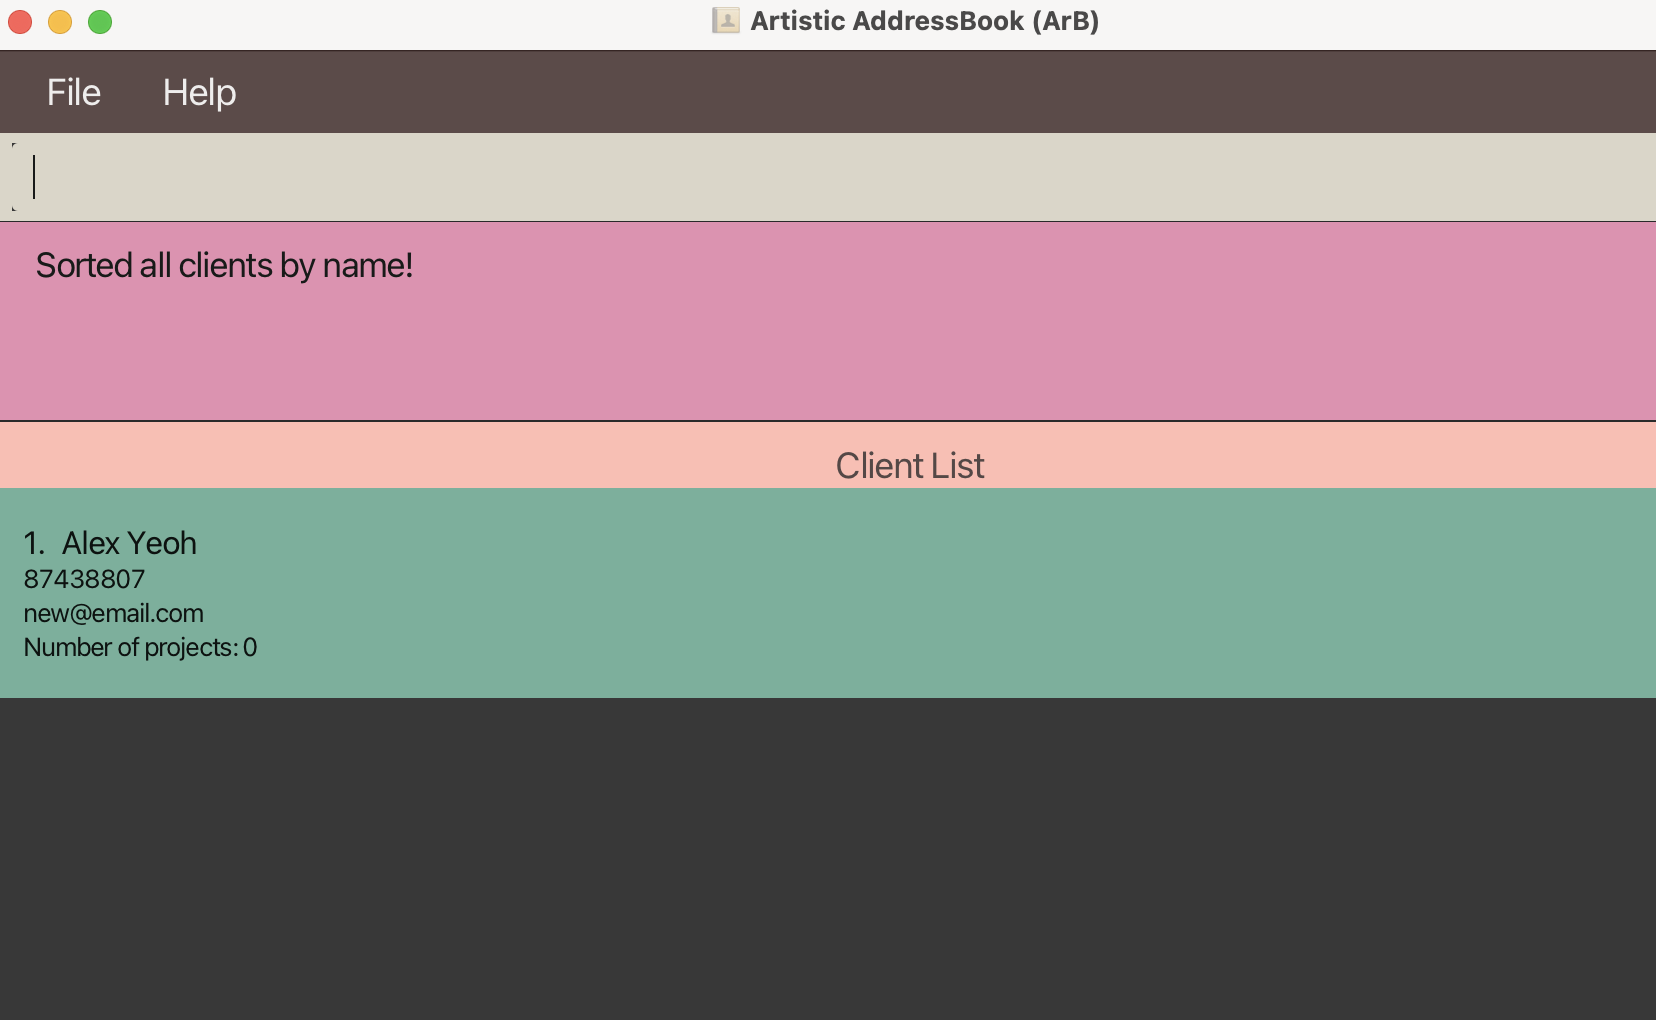 Artistic AddressBook (ArB)
File Help
Sorted all clients by name!
Client List
1. Alex Yeoh
87438807
new@email.com
Number of projects: 0